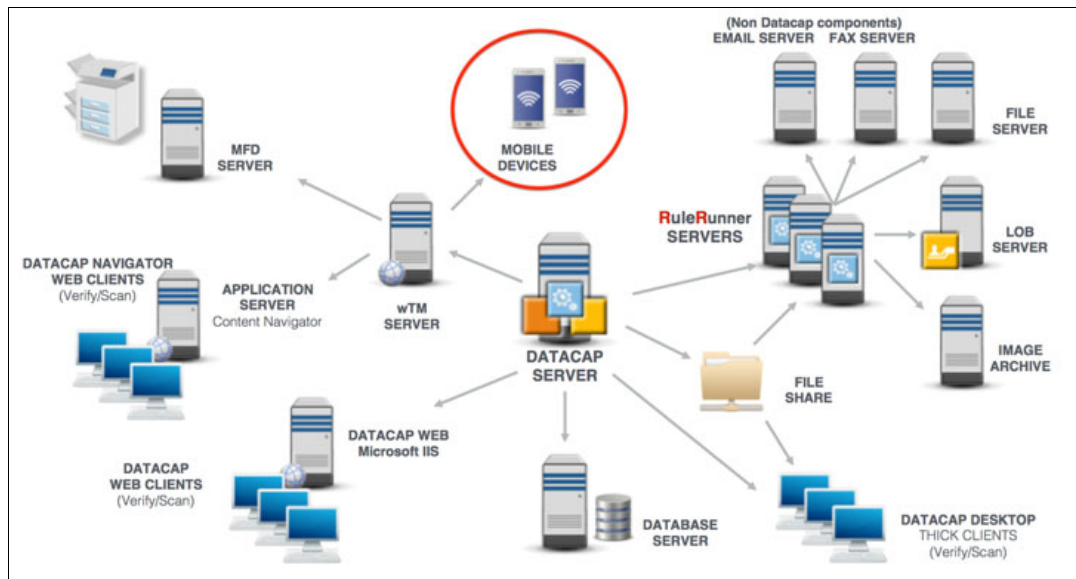 (Non Datacap components)
EMAIL SERVER
FAX SERVER
FILE
SERVER
MFD
SERVER
MOBILE
DEVICES
RuleRunner
SERVERS
LOB
SERVER
DATACAP NAVIGATOR
WEB CLIENTS
(Verify/Scan)
APPLICATION
SERVER
Content Navigator
wTM
SERVER
DATACAP
SERVER
IMAGE
ARCHIVE
FILE
SHARE
DATACAP WEB
Microsoft IIS
DATACAP
WEB CLIENTS
(Verify/Scan)
DATABASE
SERVER
DATACAP DESKTOP
THICK CLIENTS
(Verify/Scan)